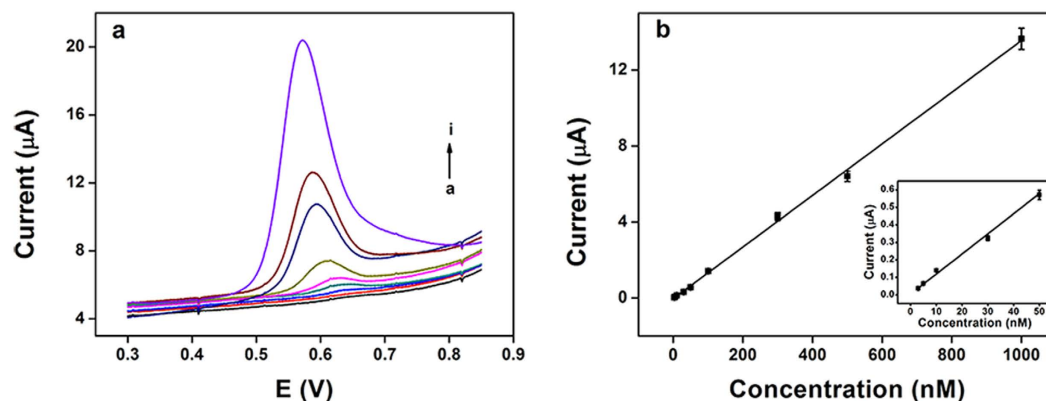 a
20
16
12
8
4
Current (μA)
i
a
0.3 0.4 0.5 0.6 0.7 0.8 0.9
E (V)
b
12
8
4
0
Current (μA)
0 200 400 600 800 1000
Concentration (nM)
0.6
0.5
0.4
0.3
0.2
0.1
0.0
Current (μA)
0 10 20 30 40 50
Concentration (nM)